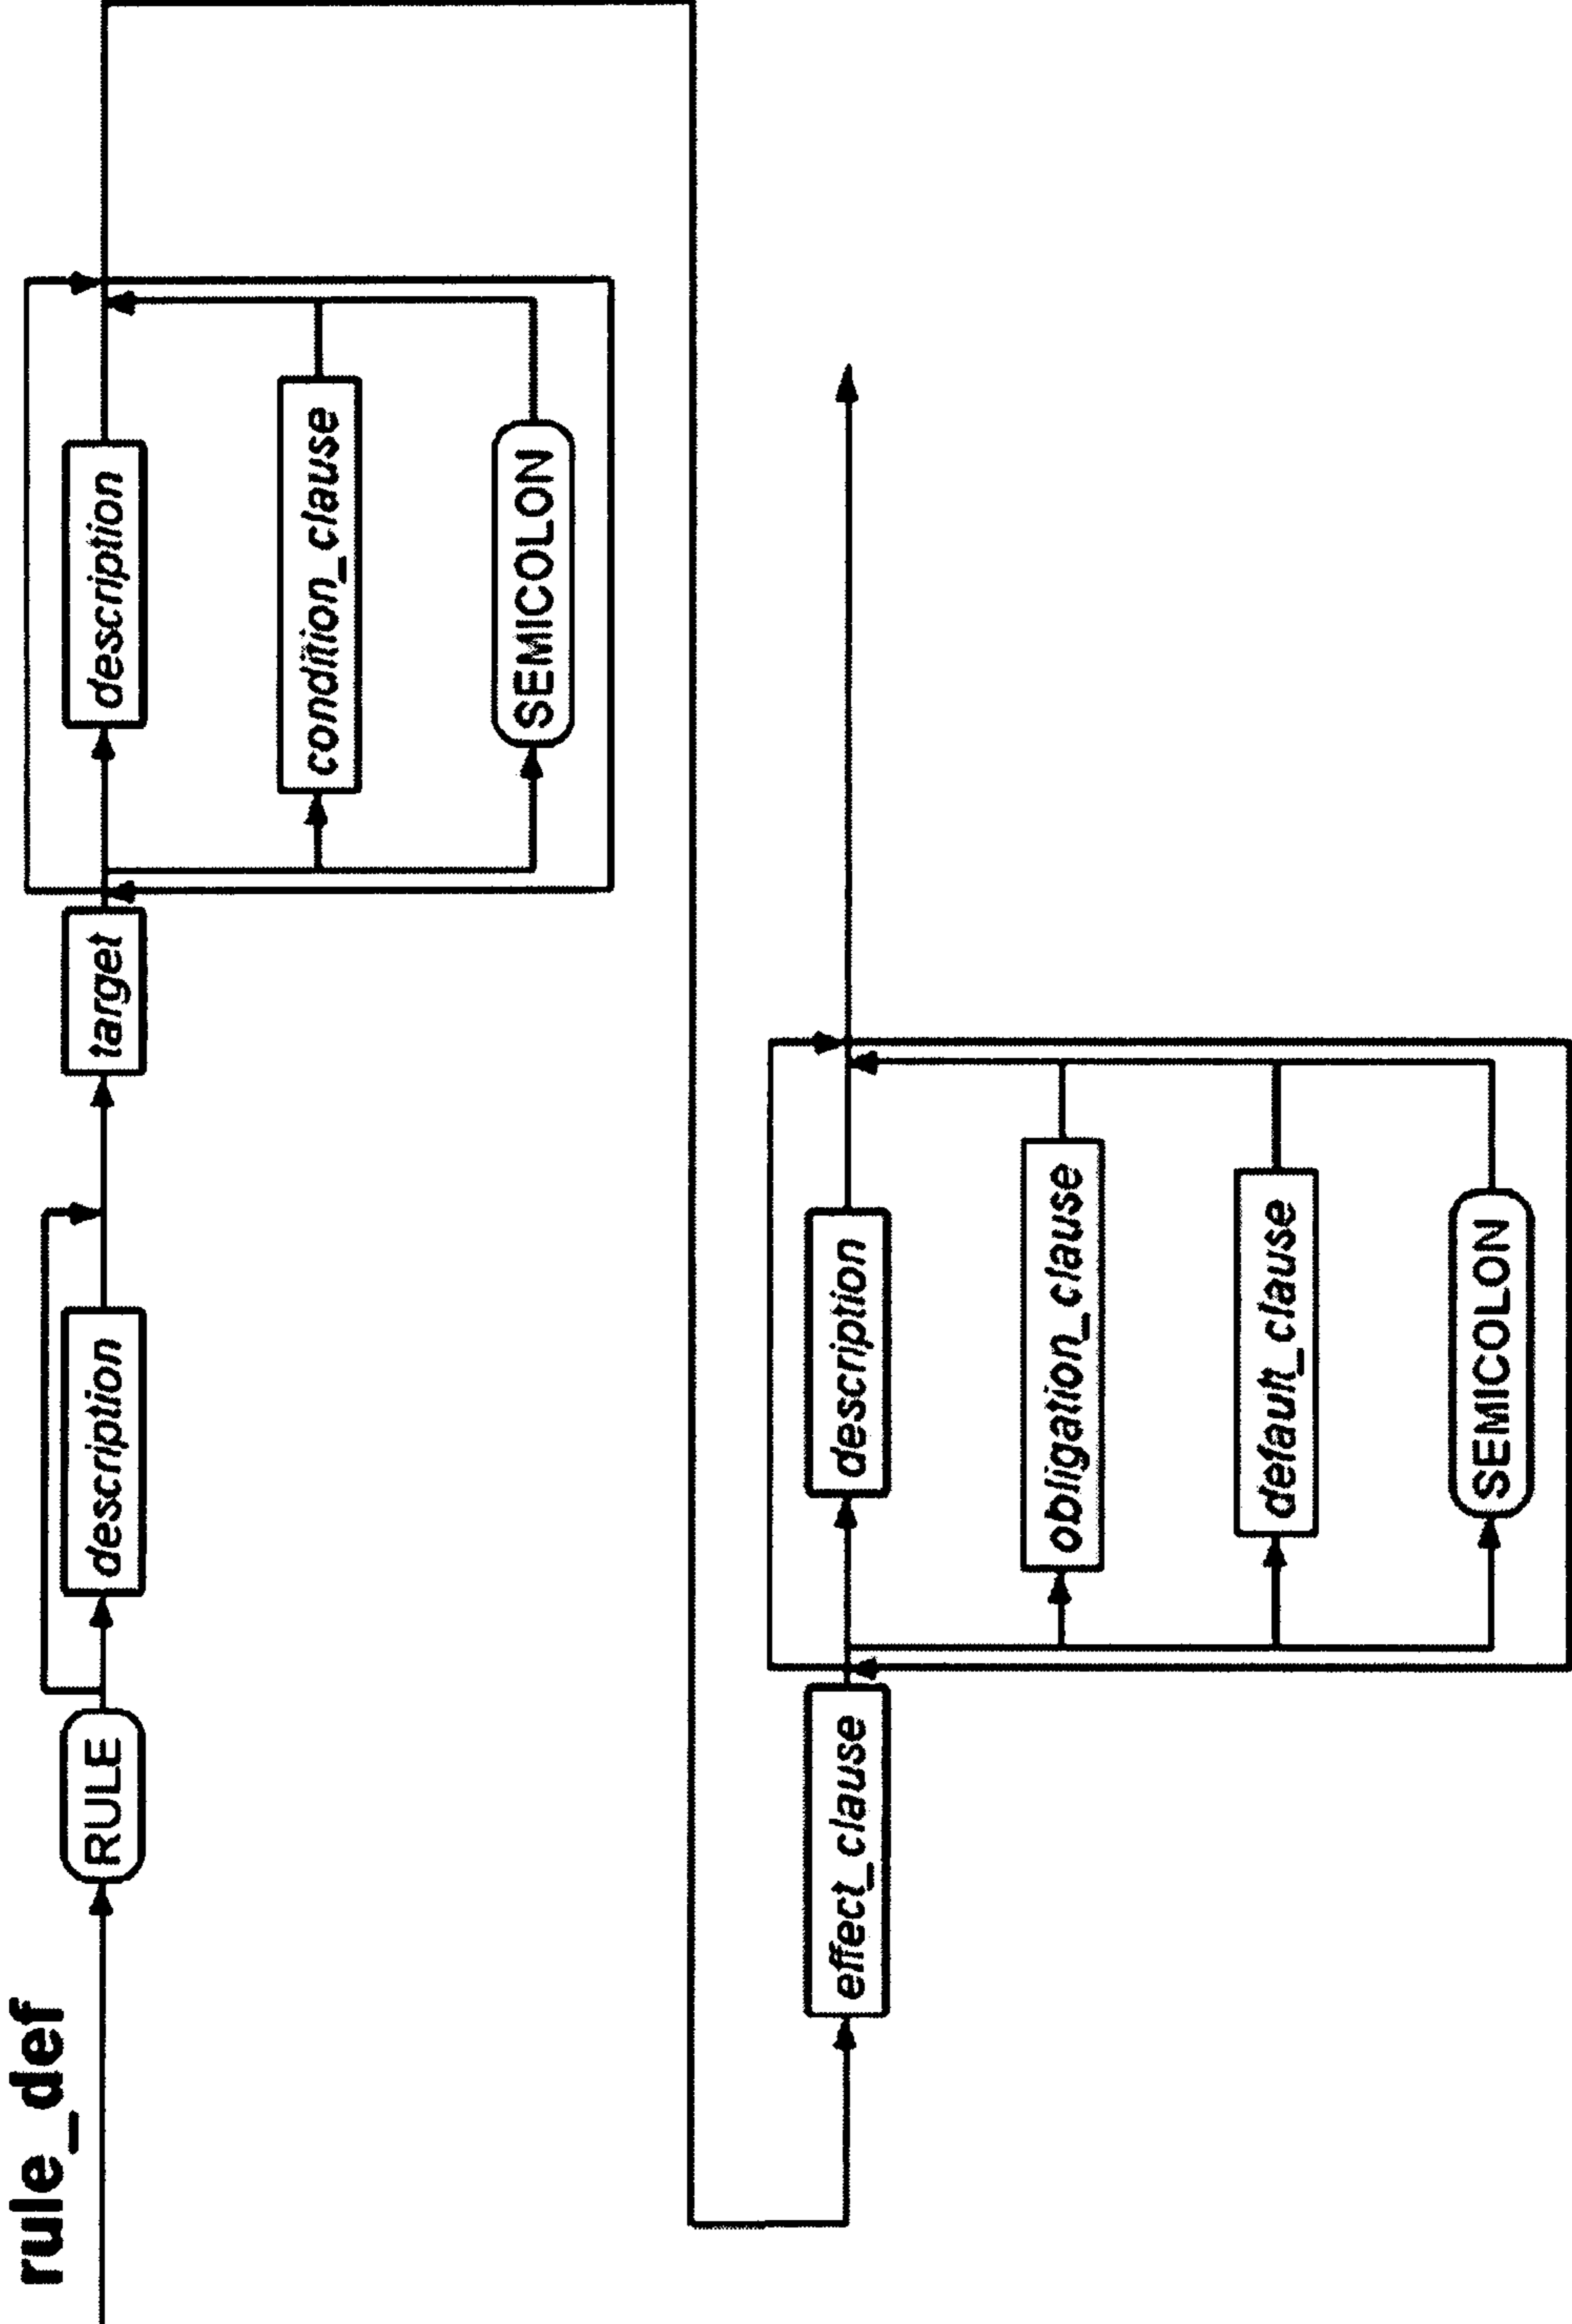 rule_def
RULE
description
target
description
condition_clause
SEMICOLON
effect_clause
description
obligation_clause
default_clause
SEMICOLON